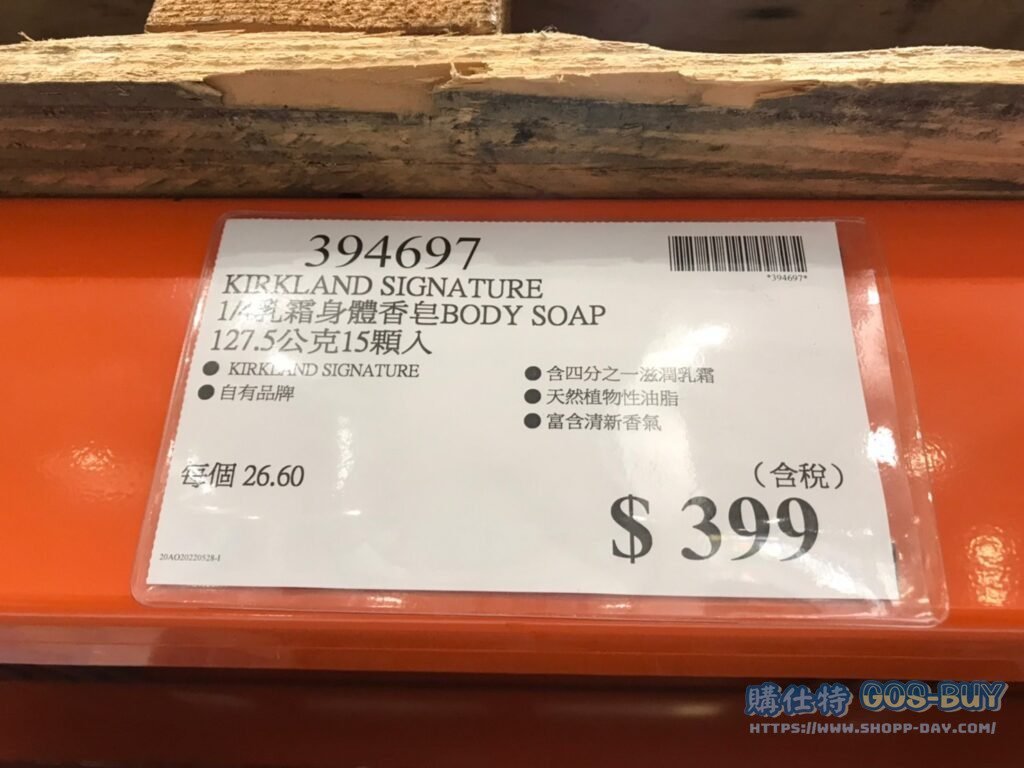 394697
*394697*
KIRKLAND SIGNATURE
1/4乳霜身體香皂BODY SOAP
127.5公克15顆入
● KIRKLAND SIGNATURE
● 自有品牌
● 含四分之一滋潤乳霜
● 天然植物性油脂
● 富含清新香氣
每個 26.60
(含稅)
$ 399
20AO20220528-I
購仕特 GOS-BUY
HTTPS://WWW.SHOPP-DAY.COM/